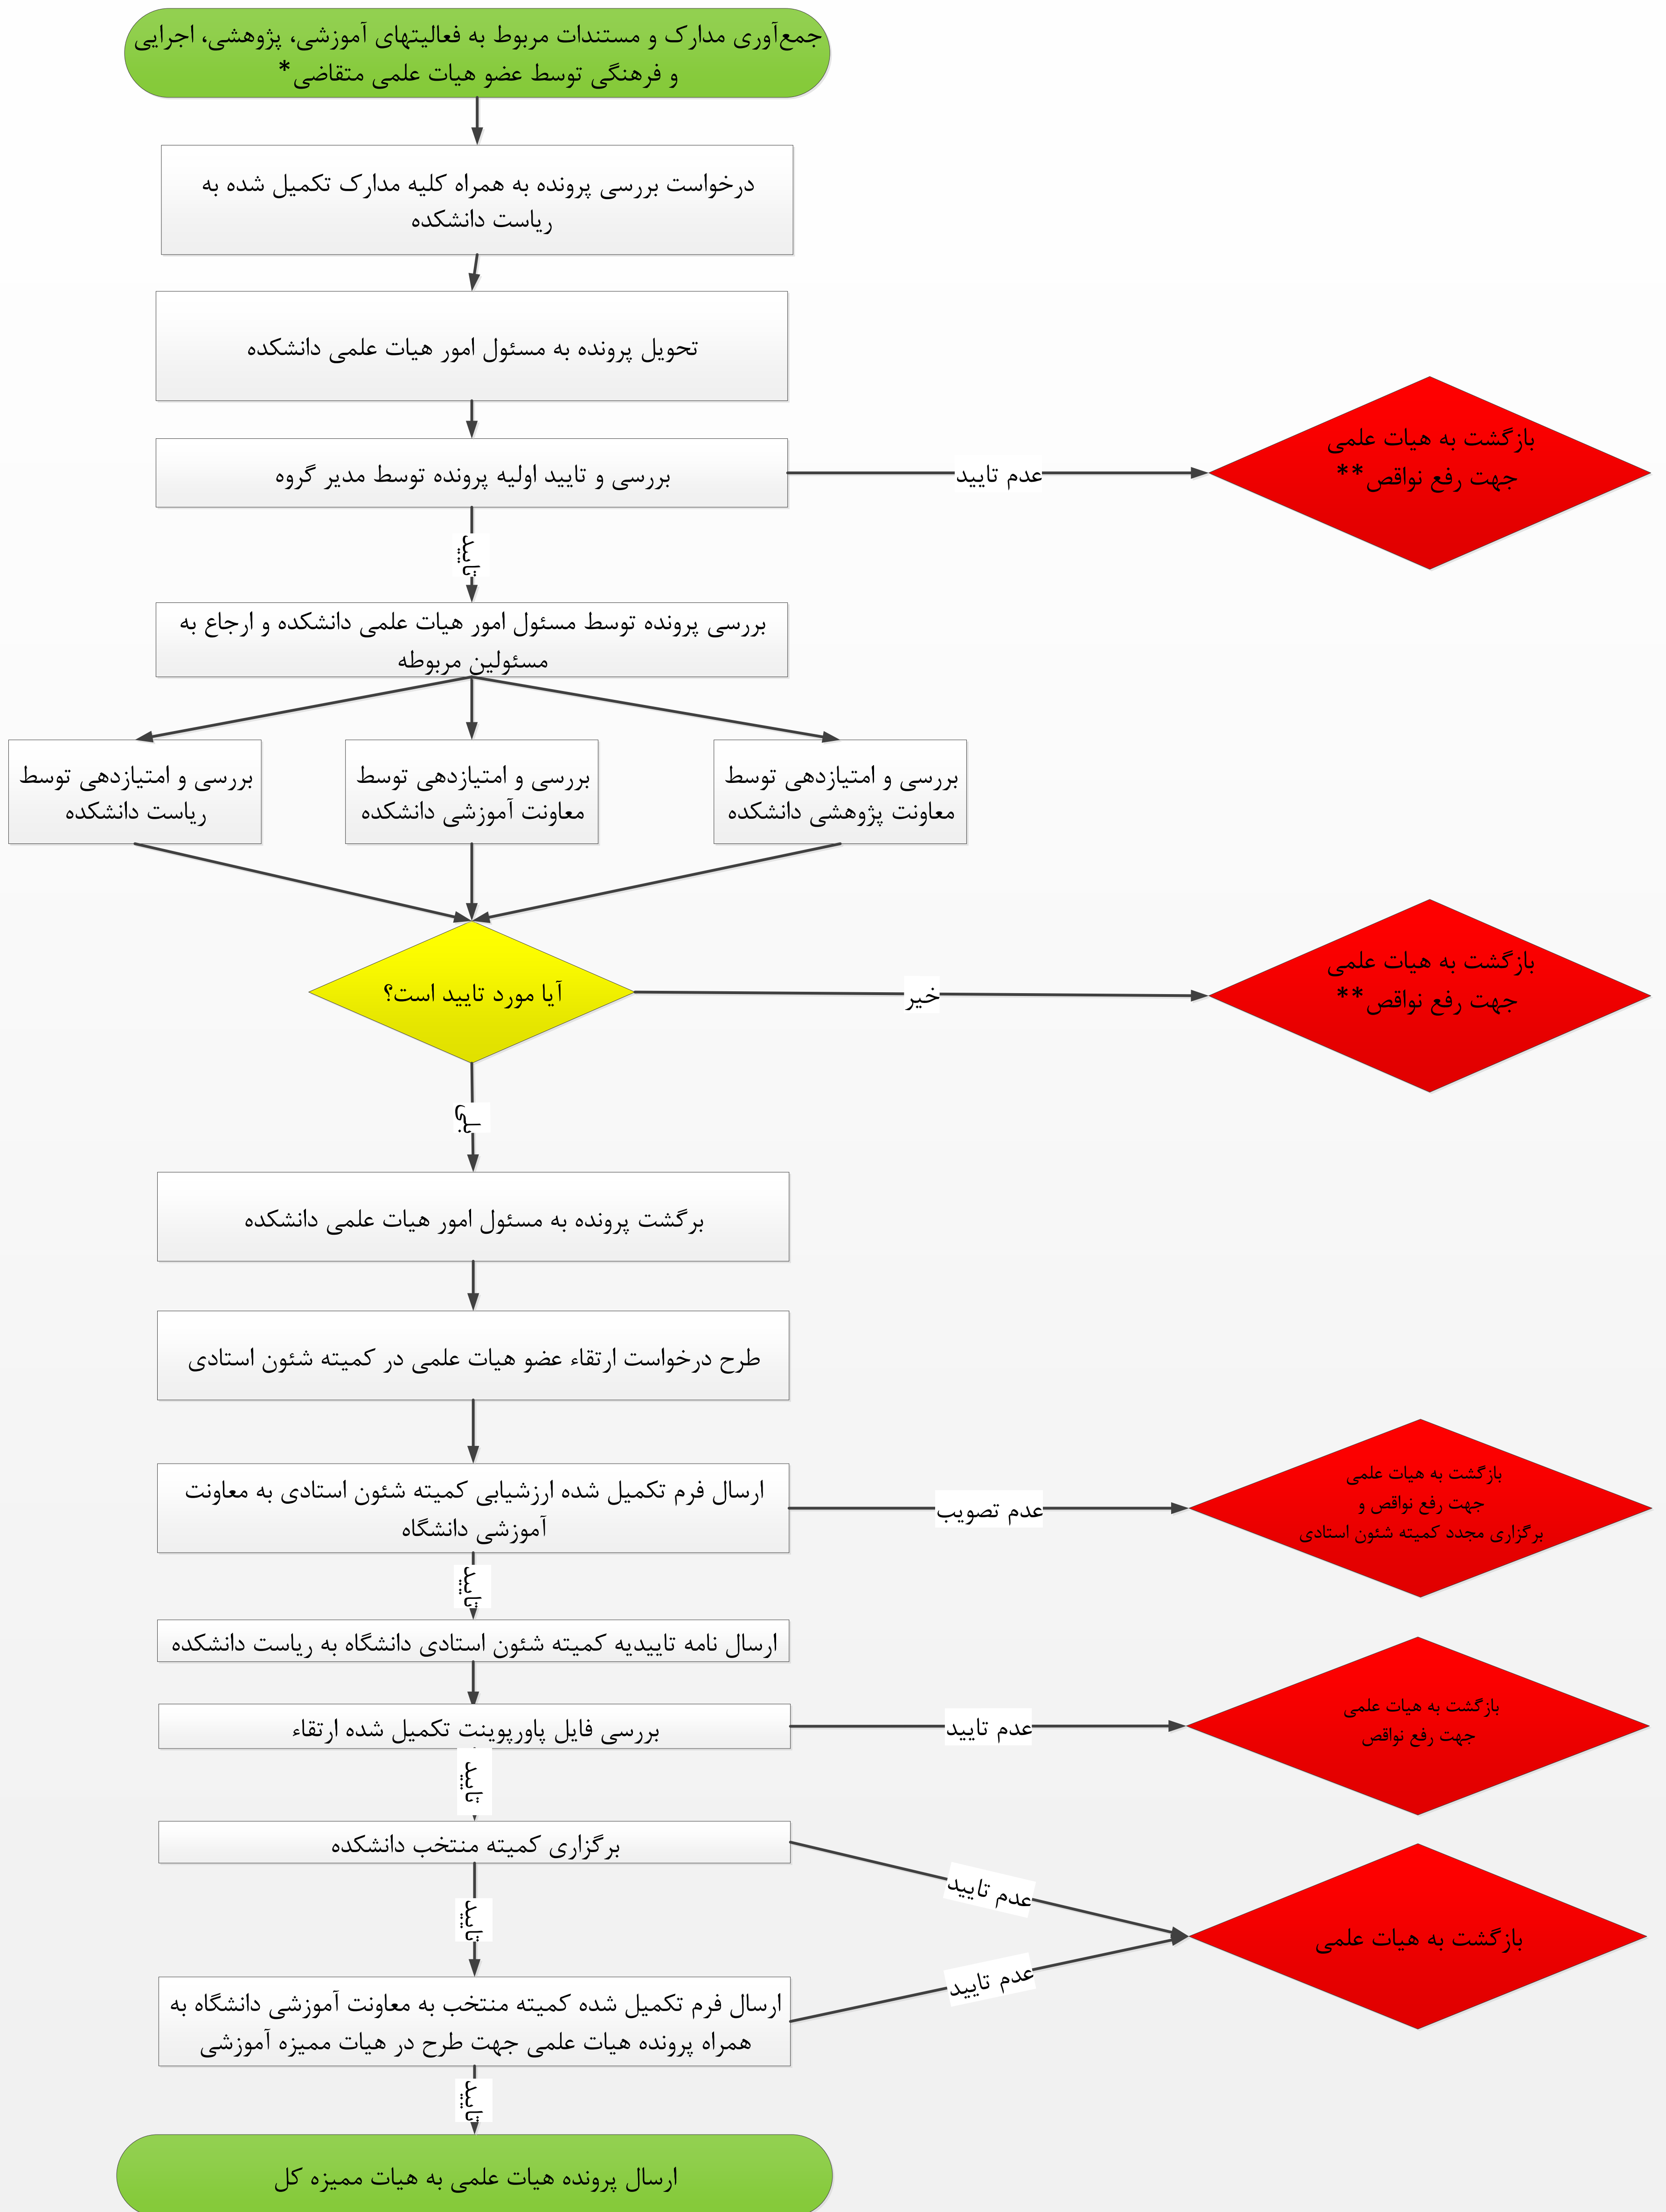 جمع‌آوری مدارک و مستندات مربوط به فعالیتهای آموزشی، پژوهشی، اجرایی
و فرهنگی توسط عضو هیات علمی متقاضی*
درخواست بررسی پرونده به همراه کلیه مدارک تکمیل شده به
ریاست دانشکده
تحویل پرونده به مسئول امور هیات علمی دانشکده
بررسی و تایید اولیه پرونده توسط مدیر گروه
عدم تایید
بازگشت به هیات علمی
جهت رفع نواقص**
تایید
بررسی پرونده توسط مسئول امور هیات علمی دانشکده و ارجاع به
مسئولین مربوطه
بررسی و امتیازدهی توسط
معاونت پژوهشی دانشکده
بررسی و امتیازدهی توسط
معاونت آموزشی دانشکده
بررسی و امتیازدهی توسط
ریاست دانشکده
آیا مورد تایید است؟
خیر
بازگشت به هیات علمی
جهت رفع نواقص**
بلی
برگشت پرونده به مسئول امور هیات علمی دانشکده
طرح درخواست ارتقاء عضو هیات علمی در کمیته شئون استادی
ارسال فرم تکمیل شده ارزشیابی کمیته شئون استادی به معاونت
آموزشی دانشگاه
عدم تصویب
بازگشت به هیات علمی
جهت رفع نواقص و
برگزاری مجدد کمیته شئون استادی
تایید
ارسال نامه تاییدیه کمیته شئون استادی دانشگاه به ریاست دانشکده
بررسی فایل پاورپوینت تکمیل شده ارتقاء
عدم تایید
بازگشت به هیات علمی
جهت رفع نواقص
تایید
برگزاری کمیته منتخب دانشکده
عدم تایید
بازگشت به هیات علمی
تایید
عدم تایید
ارسال فرم تکمیل شده کمیته منتخب به معاونت آموزشی دانشگاه به
همراه پرونده هیات علمی جهت طرح در هیات ممیزه آموزشی
تایید
ارسال پرونده هیات علمی به هیات ممیزه کل